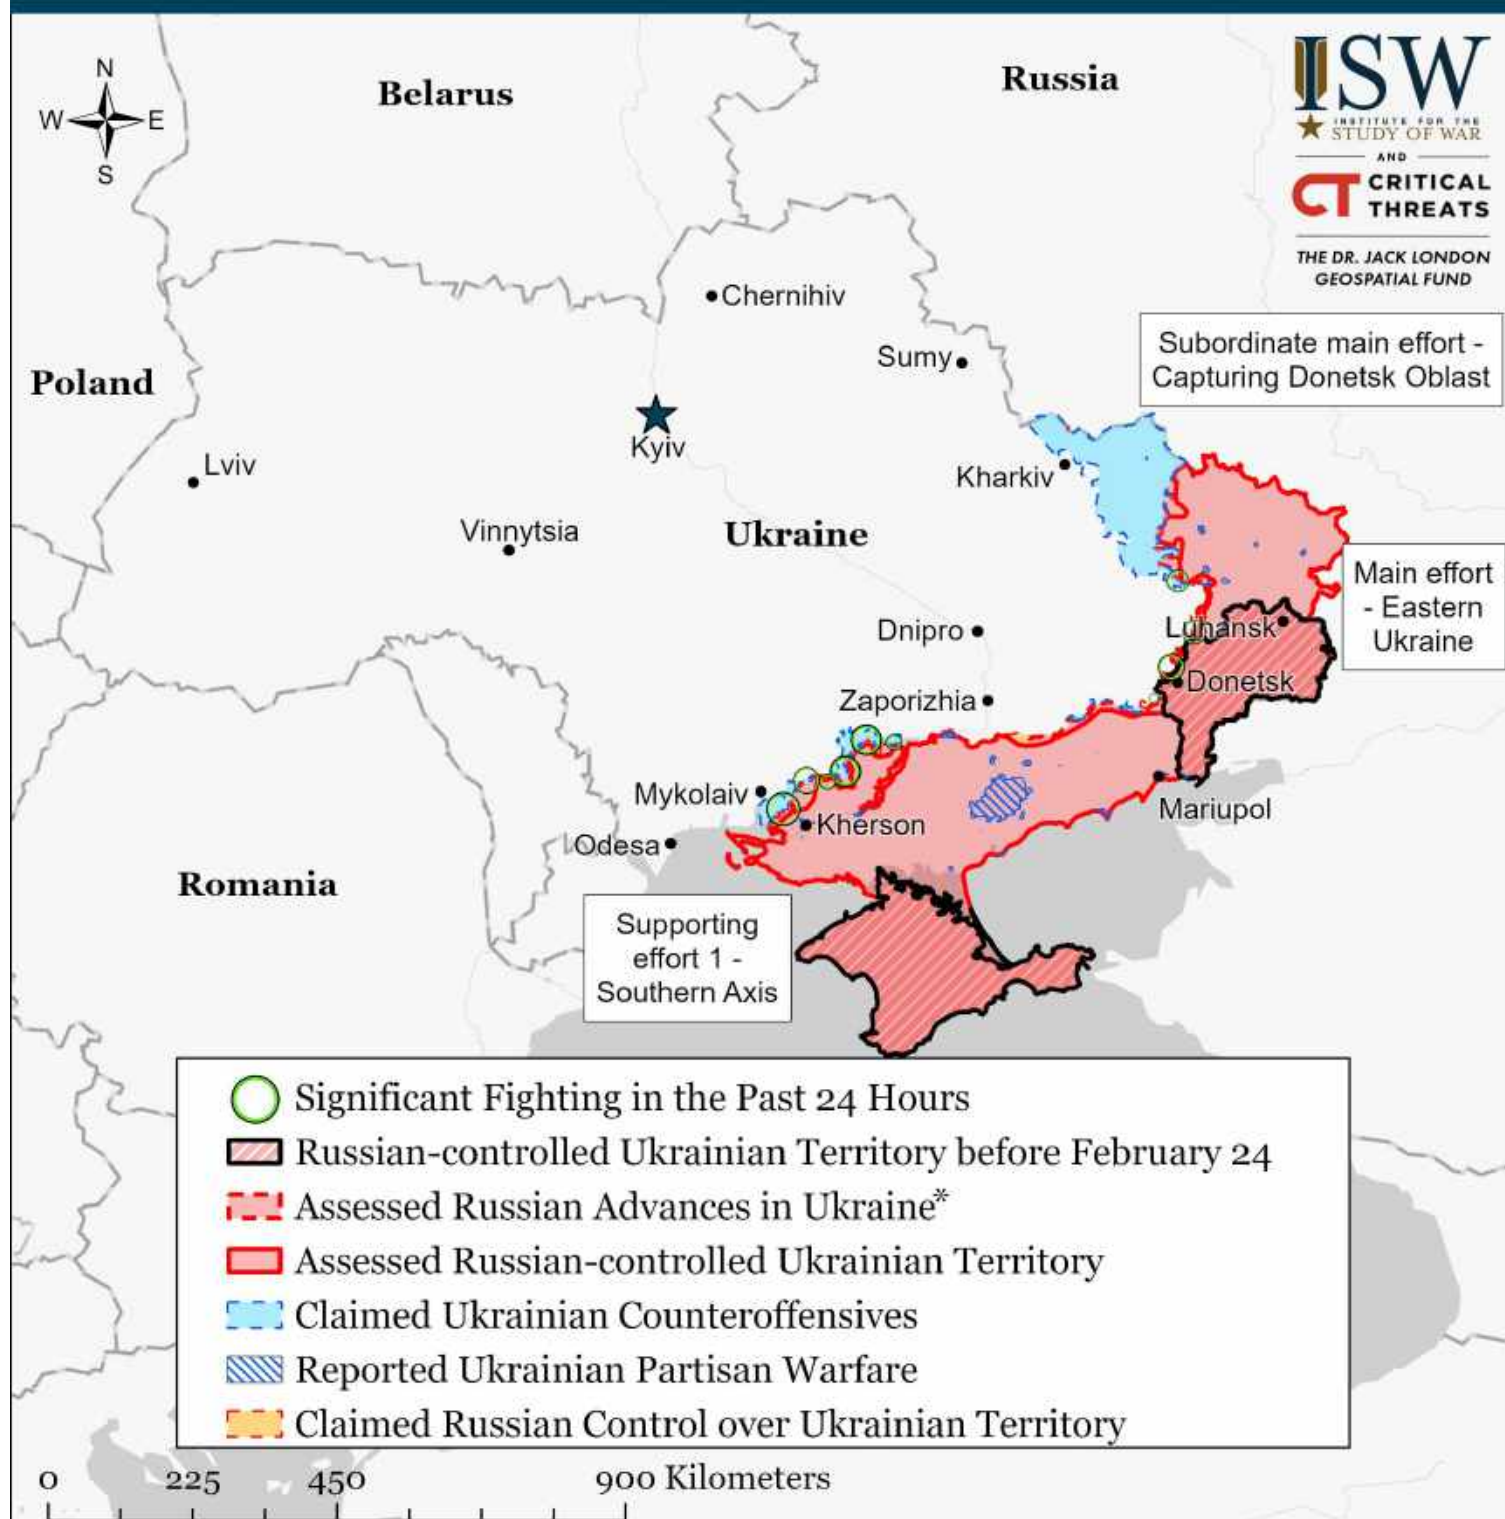 N
W E
S
Belarus
Russia
ISW
INSTITUTE FOR THE
STUDY OF WAR
AND
CT CRITICAL
THREATS
THE DR. JACK LONDON
GEOSPATIAL FUND
Chernihiv
Sumy
Subordinate main effort -
Capturing Donetsk Oblast
Poland
Kyiv
Lviv
Kharkiv
Vinnytsia
Ukraine
Main effort
- Eastern
Ukraine
Dnipro
Luhansk
Donetsk
Zaporizhia
Mykolaiv
Mariupol
Kherson
Odesa
Romania
Supporting
effort 1 -
Southern Axis
Significant Fighting in the Past 24 Hours
Russian-controlled Ukrainian Territory before February 24
Assessed Russian Advances in Ukraine*
Assessed Russian-controlled Ukrainian Territory
Claimed Ukrainian Counteroffensives
Reported Ukrainian Partisan Warfare
Claimed Russian Control over Ukrainian Territory
0 225 450 900 Kilometers